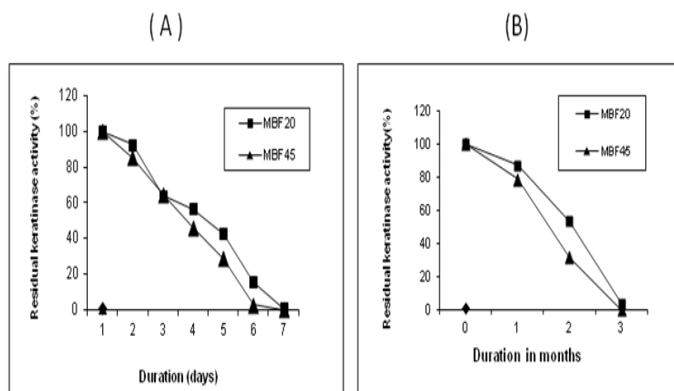 ( A )
(B)
Residual keratinase activity (%)
120
100
80
60
40
20
0
MBF20
MBF45
1 2 3 4 5 6 7
Duration (days)
Residual keratinase activity (%)
120
100
80
60
40
20
0
MBF20
MBF45
0 1 2 3
Duration in months